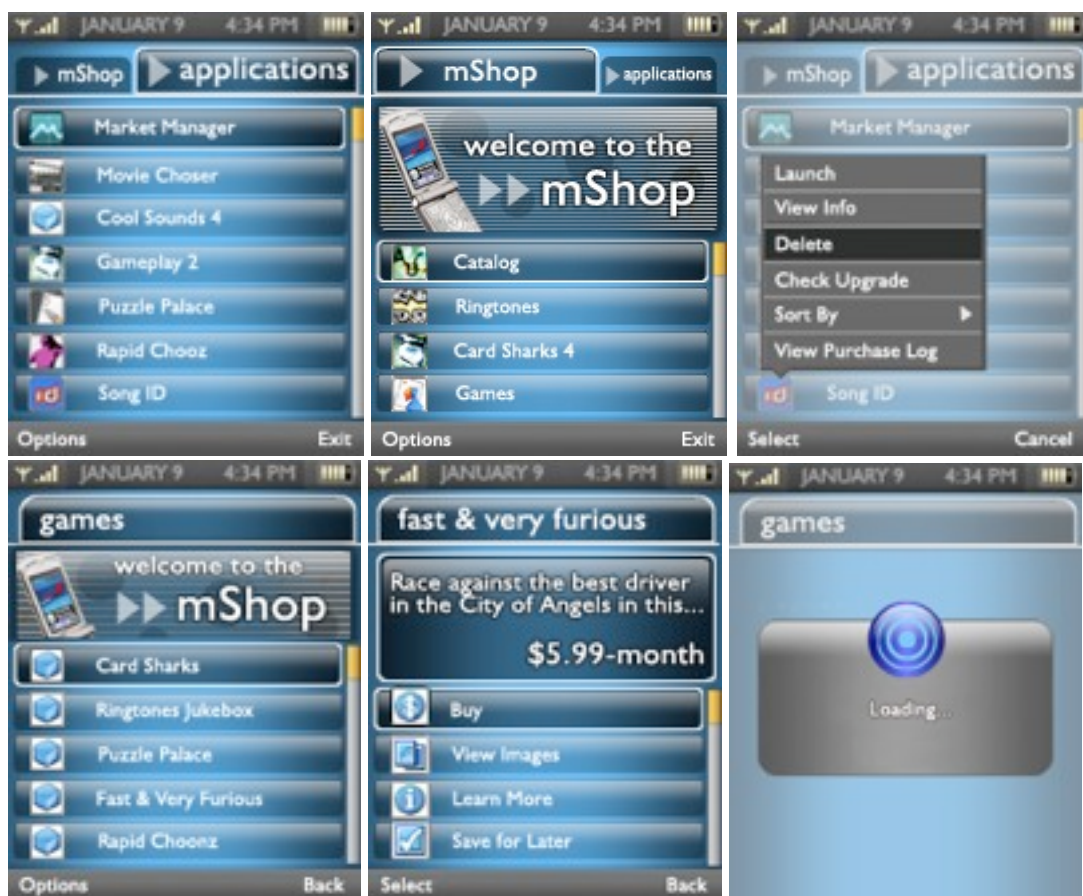 JANUARY 9 4:34 PM
mShop applications
Market Manager
Movie Choser
Cool Sounds 4
Gameplay 2
Puzzle Palace
Rapid Chooz
Song ID
Options Exit
JANUARY 9 4:34 PM
mShop applications
welcome to the
mShop
Catalog
Ringtones
Card Sharks 4
Games
Options Exit
JANUARY 9 4:34 PM
mShop applications
Market Manager
Launch
View Info
Delete
Check Upgrade
Sort By
View Purchase Log
Song ID
Select Cancel
JANUARY 9 4:34 PM
games
welcome to the
mShop
Card Sharks
Ringtones Jukebox
Puzzle Palace
Fast & Very Furious
Rapid Choonz
Options Back
JANUARY 9 4:34 PM
fast & very furious
Race against the best driver
in the City of Angels in this...
$5.99-month
Buy
View Images
Learn More
Save for Later
Select Back
JANUARY 9 4:34 PM
games
Loading...